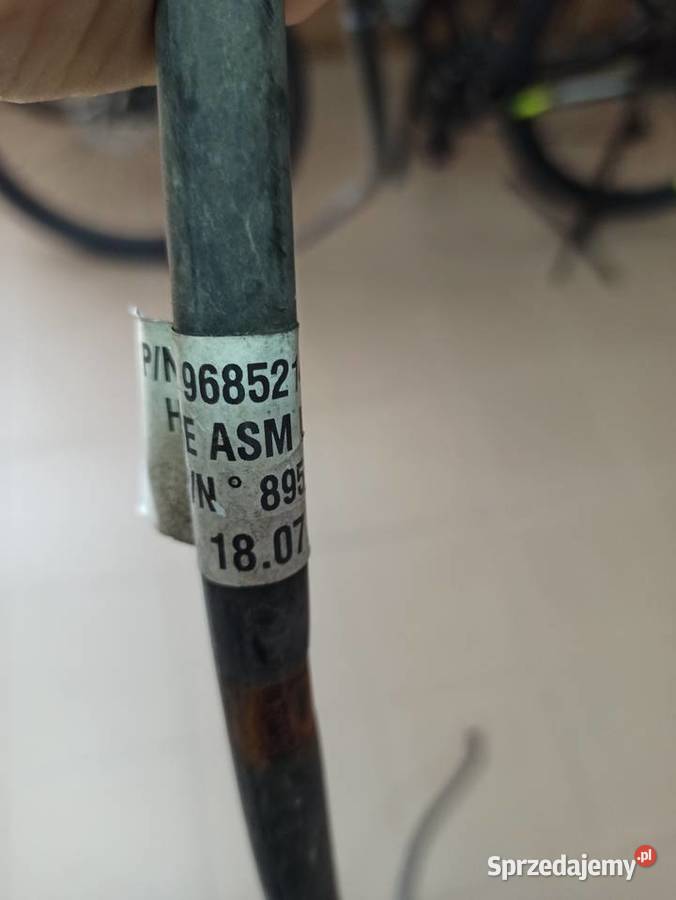 P/N 968521
H E ASM
/N ° 895
18.07
Sprzedajemy.pl